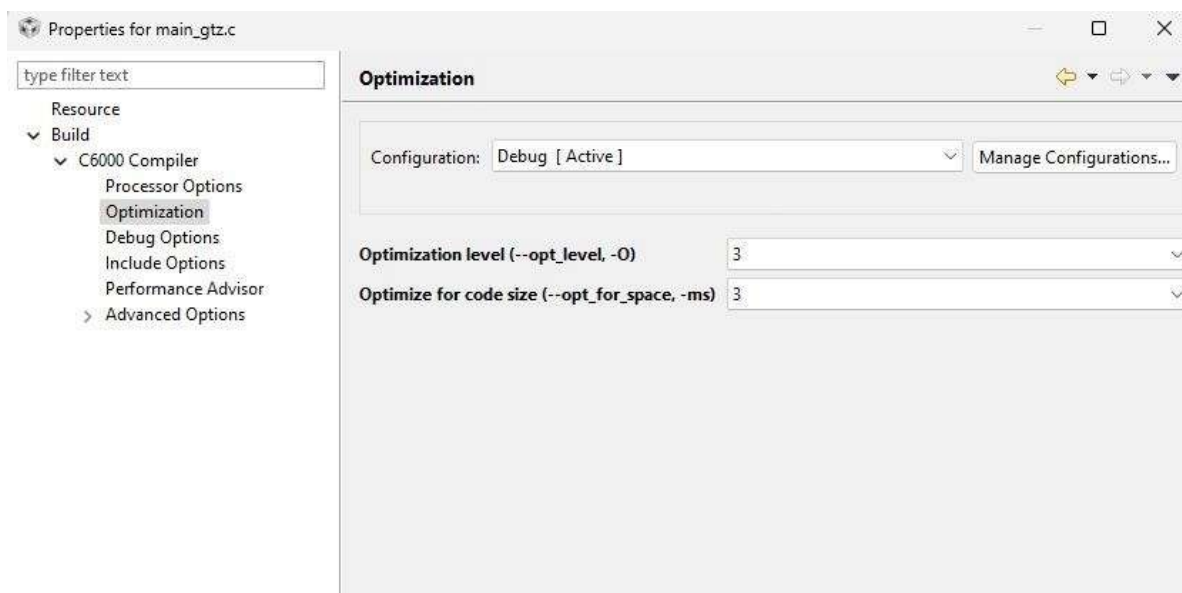 Properties for main_gtz.c
type filter text
Resource
Build
C6000 Compiler
Processor Options
Optimization
Debug Options
Include Options
Performance Advisor
Advanced Options
Optimization
Configuration: Debug [ Active ] Manage Configurations...
Optimization level (--opt_level, -O) 3
Optimize for code size (--opt_for_space, -ms) 3